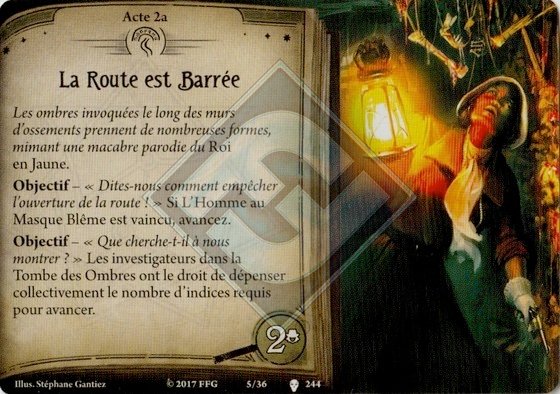 Acte 2a
La Route est Barrée
Les ombres invoquées le long des murs
d'ossements prennent de nombreuses formes,
mimant une macabre parodie du Roi
en Jaune.
Objectif – « Dites-nous comment empêcher
l'ouverture de la route ! » Si L'Homme au
Masque Blême est vaincu, avancez.
Objectif – « Que cherche-t-il à nous
montrer ? » Les investigateurs dans la
Tombe des Ombres ont le droit de dépenser
collectivement le nombre d'indices requis
pour avancer.
2
Illus. Stéphane Gantiez © 2017 FFG 5/36 244